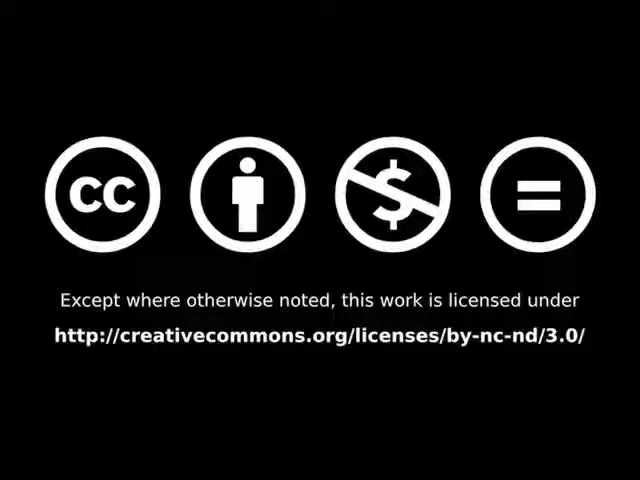 cc
$
=
Except where otherwise noted, this work is licensed under
http://creativecommons.org/licenses/by-nc-nd/3.0/